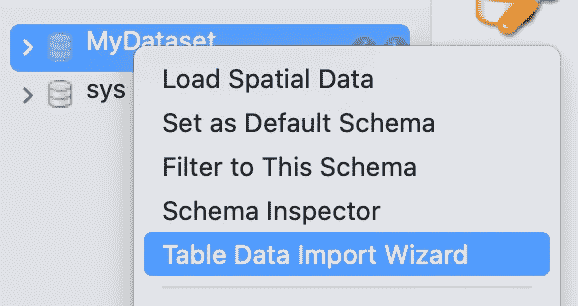 MyDataset
sys
Load Spatial Data
Set as Default Schema
Filter to This Schema
Schema Inspector
Table Data Import Wizard